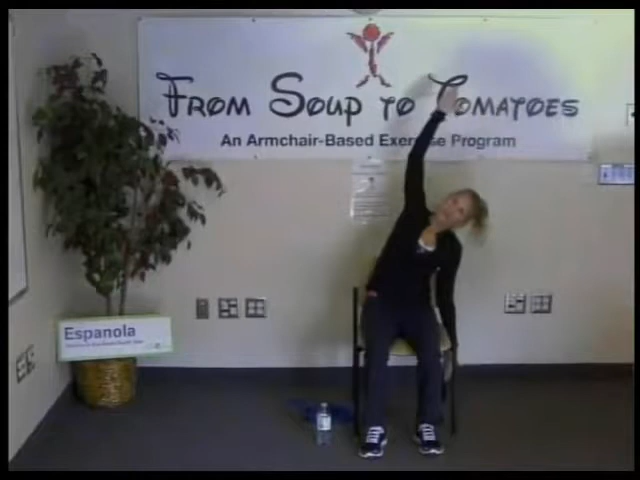 From Soup to Tomatoes
An Armchair-Based Exercise Program
Espanola